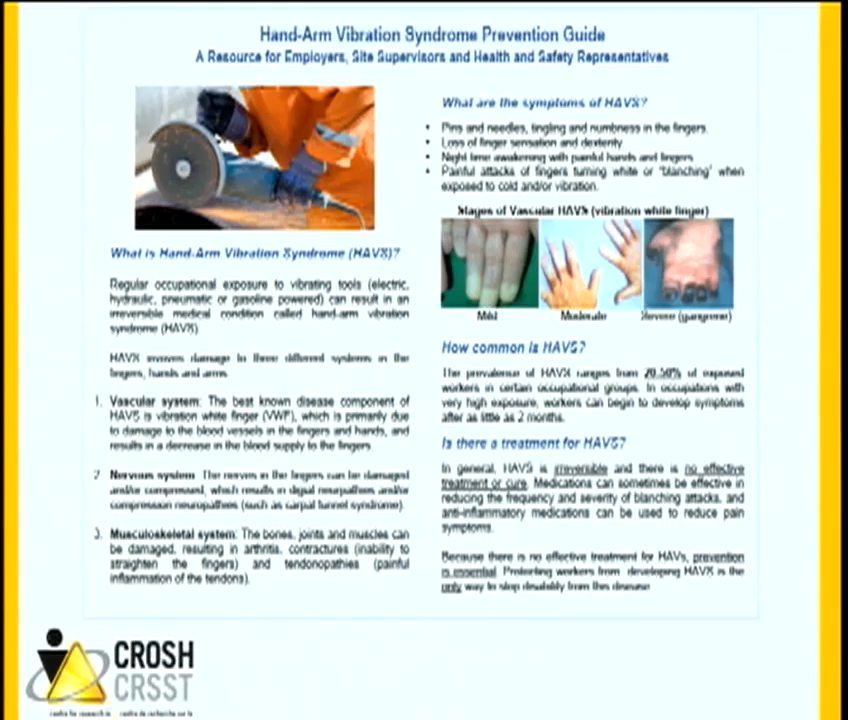 Hand-Arm Vibration Syndrome Prevention Guide
A Resource for Employers, Site Supervisors and Health and Safety Representatives
What is Hand-Arm Vibration Syndrome (HAVS)?
Regular occupational exposure to vibrating tools (electric,
hydraulic, pneumatic or gasoline powered) can result in an
irreversible medical condition called hand-arm vibration
syndrome (HAVS)
HAVS involves damage to three different systems in the
fingers, hands and arms.
1. Vascular system: The best known disease component of
HAVS is vibration white finger (VWF), which is primarily due
to damage to the blood vessels in the fingers and hands, and
results in a decrease in the blood supply to the fingers
2. Nervous system: The nerves in the fingers can be damaged
and/or compressed, which results in digital neuropathies and/or
compression neuropathies (such as carpal tunnel syndrome)
3. Musculoskeletal system: The bones, joints and muscles can
be damaged, resulting in arthritis, contractures (inability to
straighten the fingers) and tendonopathies (painful
inflammation of the tendons).
What are the symptoms of HAVS?
• Pins and needles, tingling and numbness in the fingers.
• Loss of finger sensation and dexterity
• Night time awakening with painful hands and fingers
• Painful attacks of fingers turning white or "blanching" when
exposed to cold and/or vibration.
Stages of Vascular HAVS (vibration white finger)
Mild Moderate Severe (gangrene)
How common is HAVS?
The prevalence of HAVS ranges from 20-50% of exposed
workers in certain occupational groups. In occupations with
very high exposure, workers can begin to develop symptoms
after as little as 2 months.
Is there a treatment for HAVS?
In general, HAVS is irreversible and there is no effective
treatment or cure. Medications can sometimes be effective in
reducing the frequency and severity of blanching attacks, and
anti-inflammatory medications can be used to reduce pain
symptoms.
Because there is no effective treatment for HAVs, prevention
is essential. Protecting workers from developing HAVS is the
only way to stop disability from this disease
CROSH
CRSST
centre for research in centre de recherche sur la